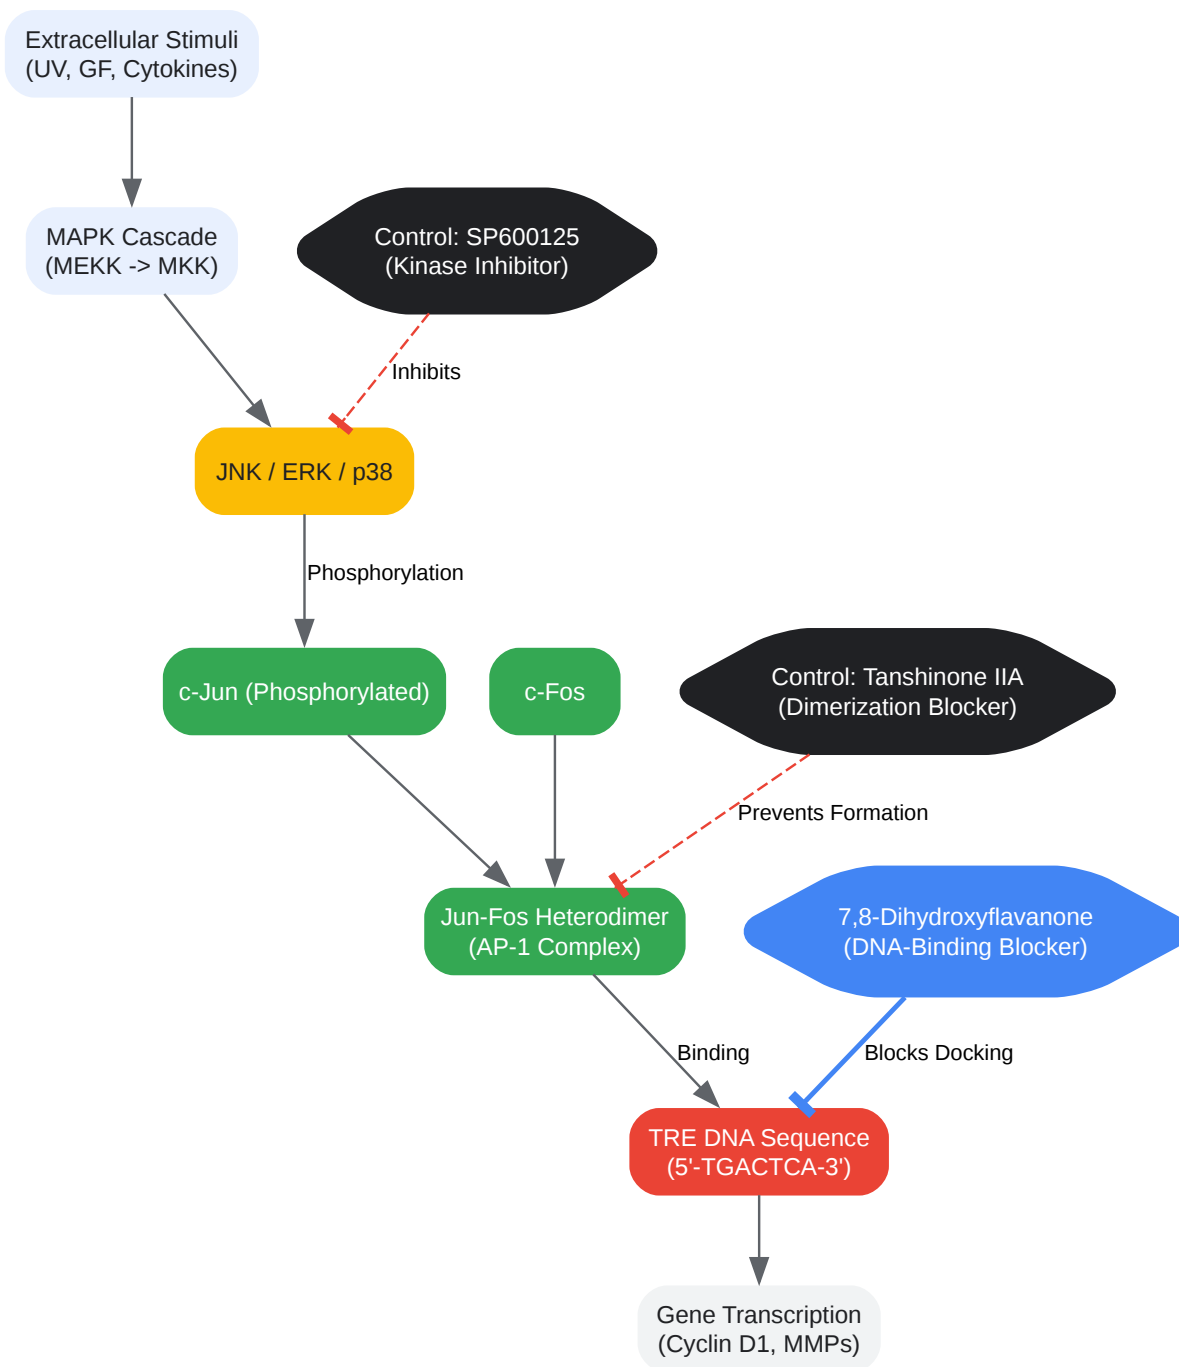 Extracellular Stimuli
(UV, GF, Cytokines)
MAPK Cascade
(MEKK -> MKK)
Control: SP600125
(Kinase Inhibitor)
Inhibits
JNK / ERK / p38
Phosphorylation
c-Jun (Phosphorylated)
c-Fos
Control: Tanshinone IIA
(Dimerization Blocker)
Prevents Formation
Jun-Fos Heterodimer
(AP-1 Complex)
7,8-Dihydroxyflavanone
(DNA-Binding Blocker)
Binding
Blocks Docking
TRE DNA Sequence
(5'-TGACTCA-3')
Gene Transcription
(Cyclin D1, MMPs)